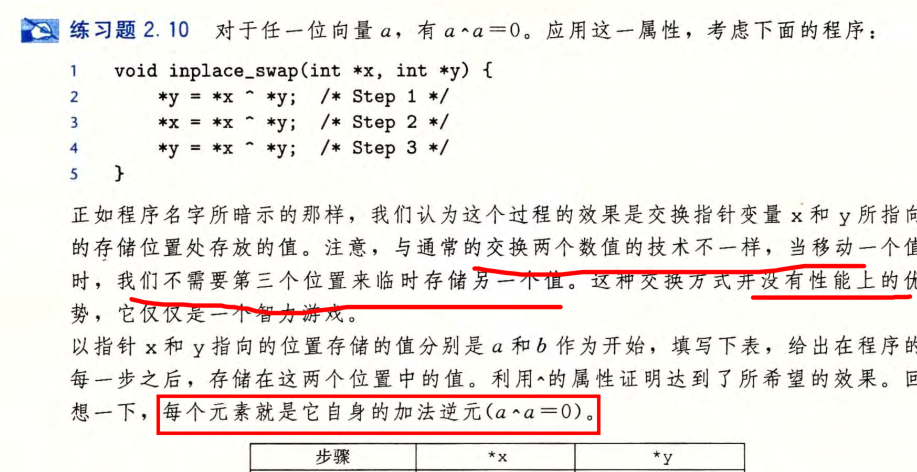 练习题 2.10 对于任一位向量 a，有 a ^ a＝0。应用这一属性，考虑下面的程序：
1 void inplace_swap(int *x, int *y) {
2 *y = *x ^ *y; /* Step 1 */
3 *x = *x ^ *y; /* Step 2 */
4 *y = *x ^ *y; /* Step 3 */
5 }
正如程序名字所暗示的那样，我们认为这个过程的效果是交换指针变量 x 和 y 所指向
的存储位置处存放的值。注意，与通常的交换两个数值的技术不一样，当移动一个值
时，我们不需要第三个位置来临时存储另一个值。这种交换方式并没有性能上的优
势，它仅仅是一个智力游戏。
以指针 x 和 y 指向的位置存储的值分别是 a 和 b 作为开始，填写下表，给出在程序的
每一步之后，存储在这两个位置中的值。利用^的属性证明达到了所希望的效果。回
想一下，每个元素就是它自身的加法逆元(a ^ a＝0)。
步骤 *x *y